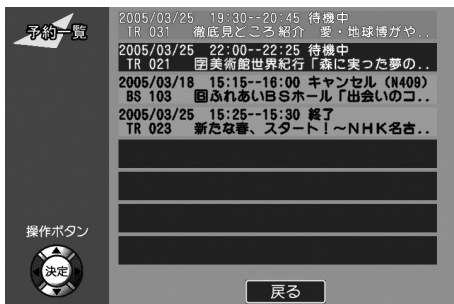 予約一覧
2005/03/25 19:30--20:45 待機中
TR 031 徹底見どころ紹介 愛・地球博がや..
2005/03/25 22:00--22:25 待機中
TR 021 字美術館世界紀行「森に実った夢の..
2005/03/18 15:15--16:00 キャンセル（N409）
BS 103 回ふれあいBSホール「出会いのコ..
2005/03/25 15:25--15:30 終了
TR 023 新たな春、スタート！～NHK名古..
操作ボタン
決定
戻る